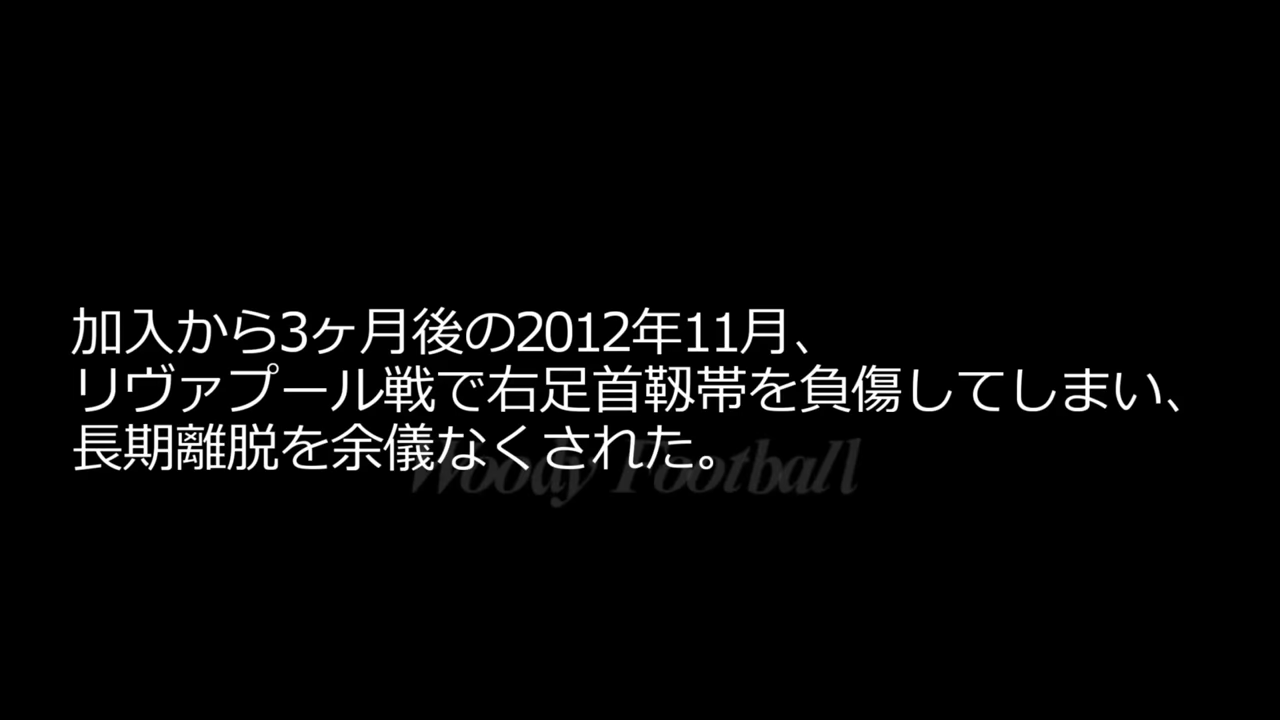 加入から3ヶ月後の2012年11月、
リヴァプール戦で右足首靱帯を負傷してしまい、
長期離脱を余儀なくされた。
Woody Football